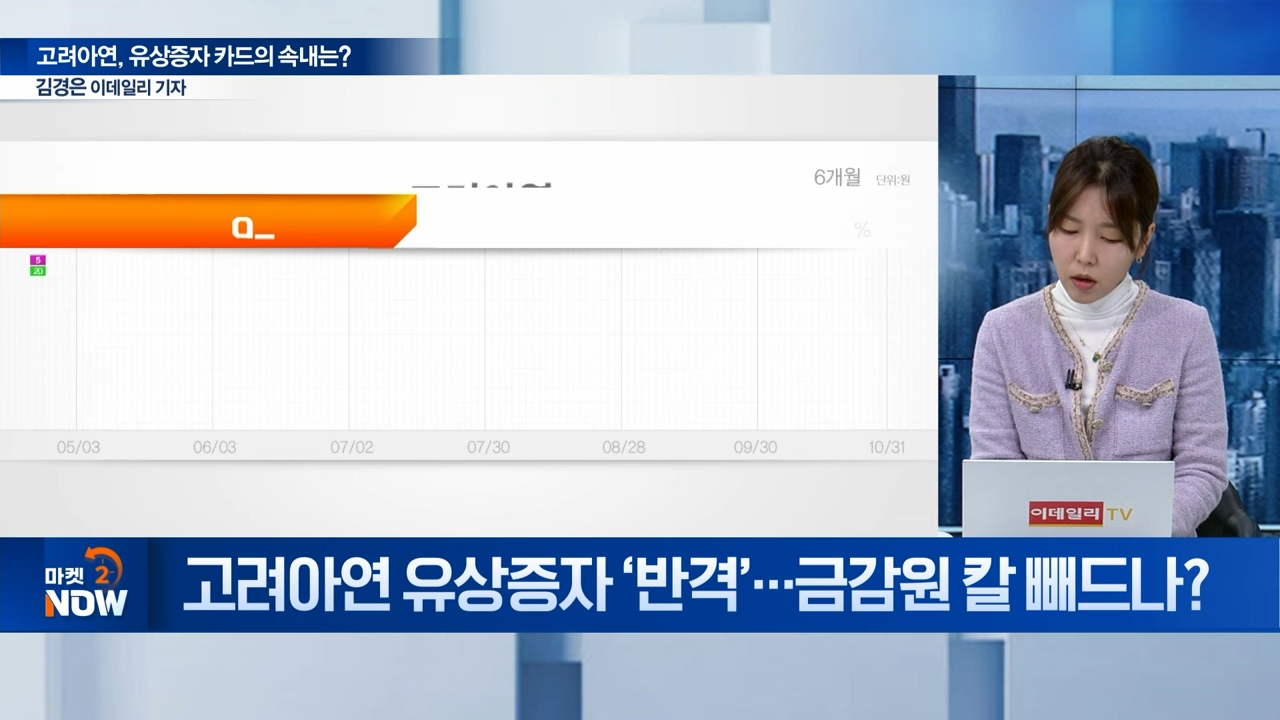 고려아연, 유상증자 카드의 속내는?
김경은 이데일리 기자
6개월 단위:원
%
5
20
05/03 06/03 07/02 07/30 08/28 09/30 10/31
이데일리TV
마켓 2
NOW
고려아연 유상증자 ‘반격’…금감원 칼 빼드나?